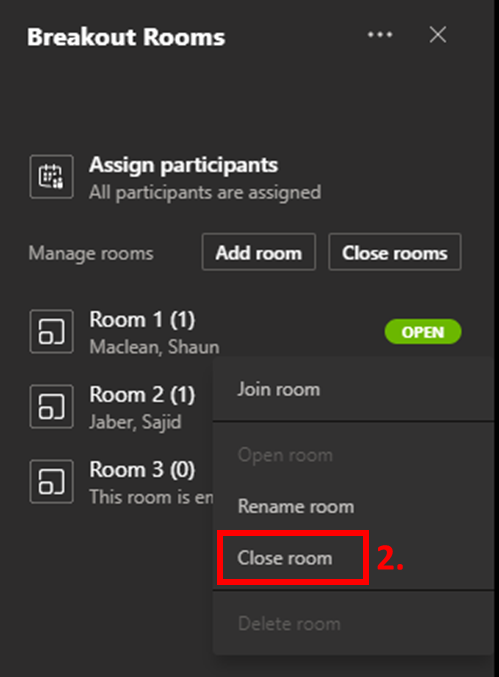 Breakout Rooms
Assign participants
All participants are assigned
Manage rooms Add room Close rooms
Room 1 (1)
Maclean, Shaun
OPEN
Room 2 (1)
Jaber, Sajid
Room 3 (0)
This room is
Join room
Open room
Rename room
Close room 2.
Delete room